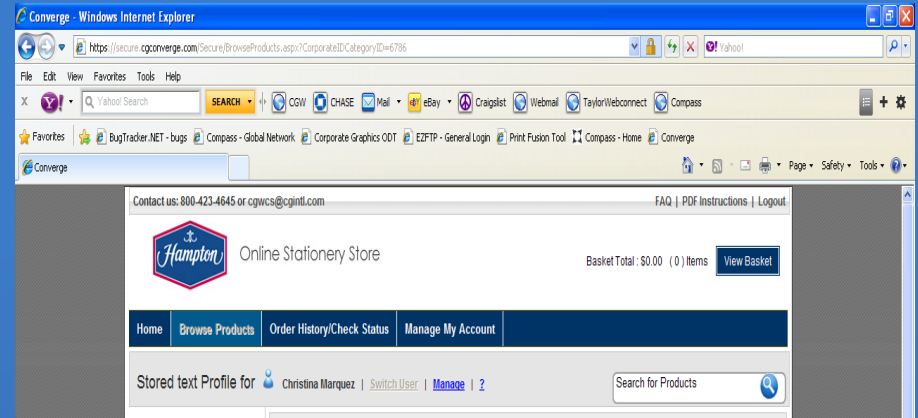 Converge - Windows Internet Explorer
https://secure.cgconverge.com/Secure/BrowseProducts.aspx?CorporateIDCategoryID=6786 Yahoo!
File Edit View Favorites Tools Help
X Y! Yahoo! Search SEARCH CGW CHASE Mail eBay Craigslist Webmail TaylorWebconnect Compass
Favorites BugTracker.NET - bugs Compass - Global Network Corporate Graphics ODT EZFTP - General Login Print Fusion Tool Compass - Home Converge
Converge Page Safety Tools
Contact us: 800-423-4645 or cgwcs@cgintl.com FAQ | PDF Instructions | Logout
Hampton Online Stationery Store Basket Total : $0.00 ( 0 ) Items View Basket
Home Browse Products Order History/Check Status Manage My Account
Stored text Profile for Christina Marquez | Switch User | Manage | ? Search for Products